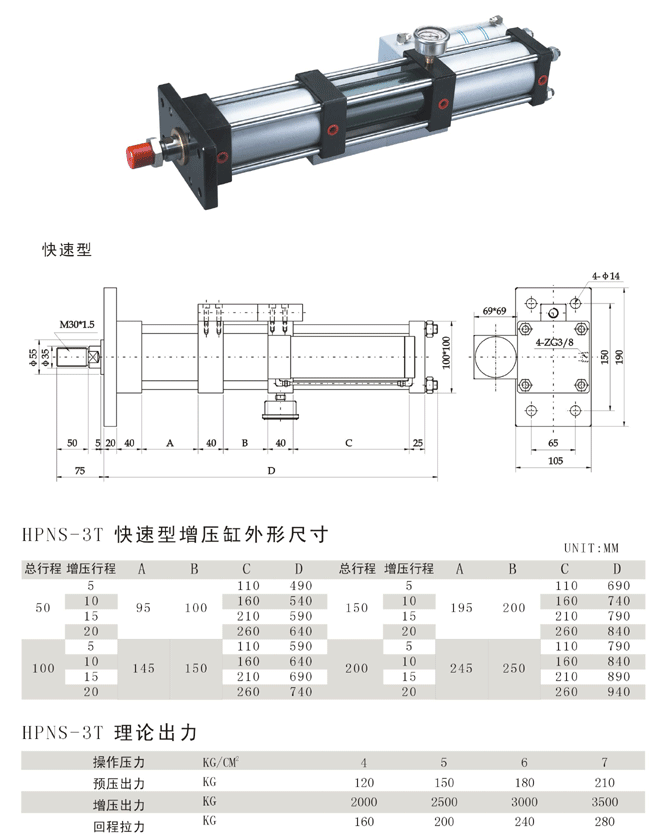 快速型
4-Φ14
69*69
M30*1.5
Φ55
Φ35
100*100
4-ZG3/8
150
190
50
5
20
40
A
40
B
40
C
25
75
D
65
105
HPNS-3T 快速型增压缸外形尺寸
UNIT:MM
总行程 增压行程 A B C D 总行程 增压行程 A B C D
50 5 95 100 110 490 150 5 195 200 110 690
10 160 540 10 160 740
15 210 590 15 210 790
20 260 640 20 260 840
100 5 145 150 110 590 200 5 245 250 110 790
10 160 640 10 160 840
15 210 690 15 210 890
20 260 740 20 260 940
HPNS-3T 理论出力
操作压力 KG/CM² 4 5 6 7
预压出力 KG 120 150 180 210
增压出力 KG 2000 2500 3000 3500
回程拉力 KG 160 200 240 280